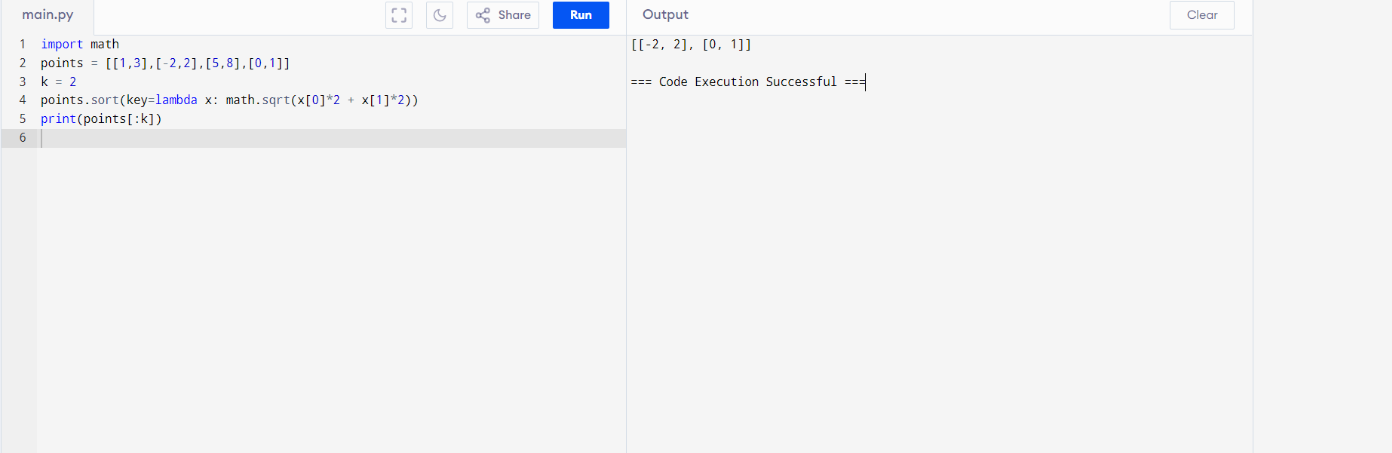 main.py
Share
Run
Output
Clear
1 import math
2 points = [[1,3],[-2,2],[5,8],[0,1]]
3 k = 2
4 points.sort(key=lambda x: math.sqrt(x[0]*2 + x[1]*2))
5 print(points[:k])
6
[[-2, 2], [0, 1]]
=== Code Execution Successful ===